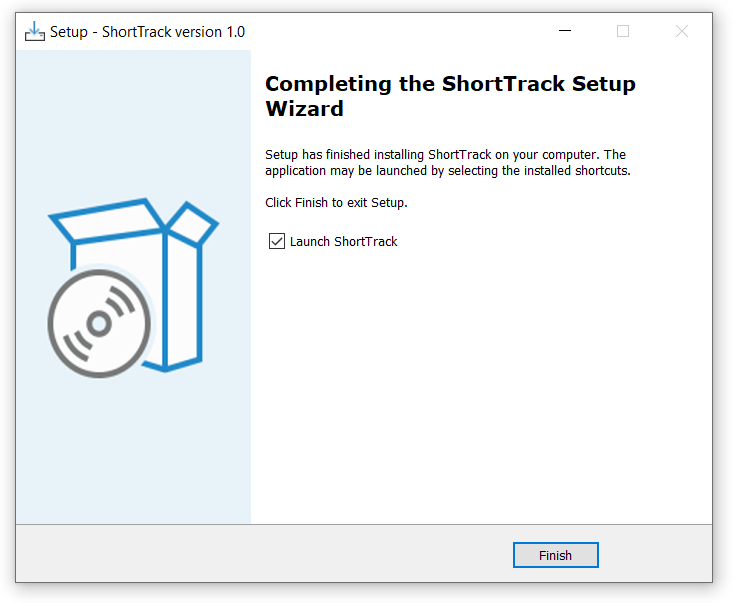 Setup - ShortTrack version 1.0
Completing the ShortTrack Setup
Wizard
Setup has finished installing ShortTrack on your computer. The
application may be launched by selecting the installed shortcuts.
Click Finish to exit Setup.
Launch ShortTrack
Finish